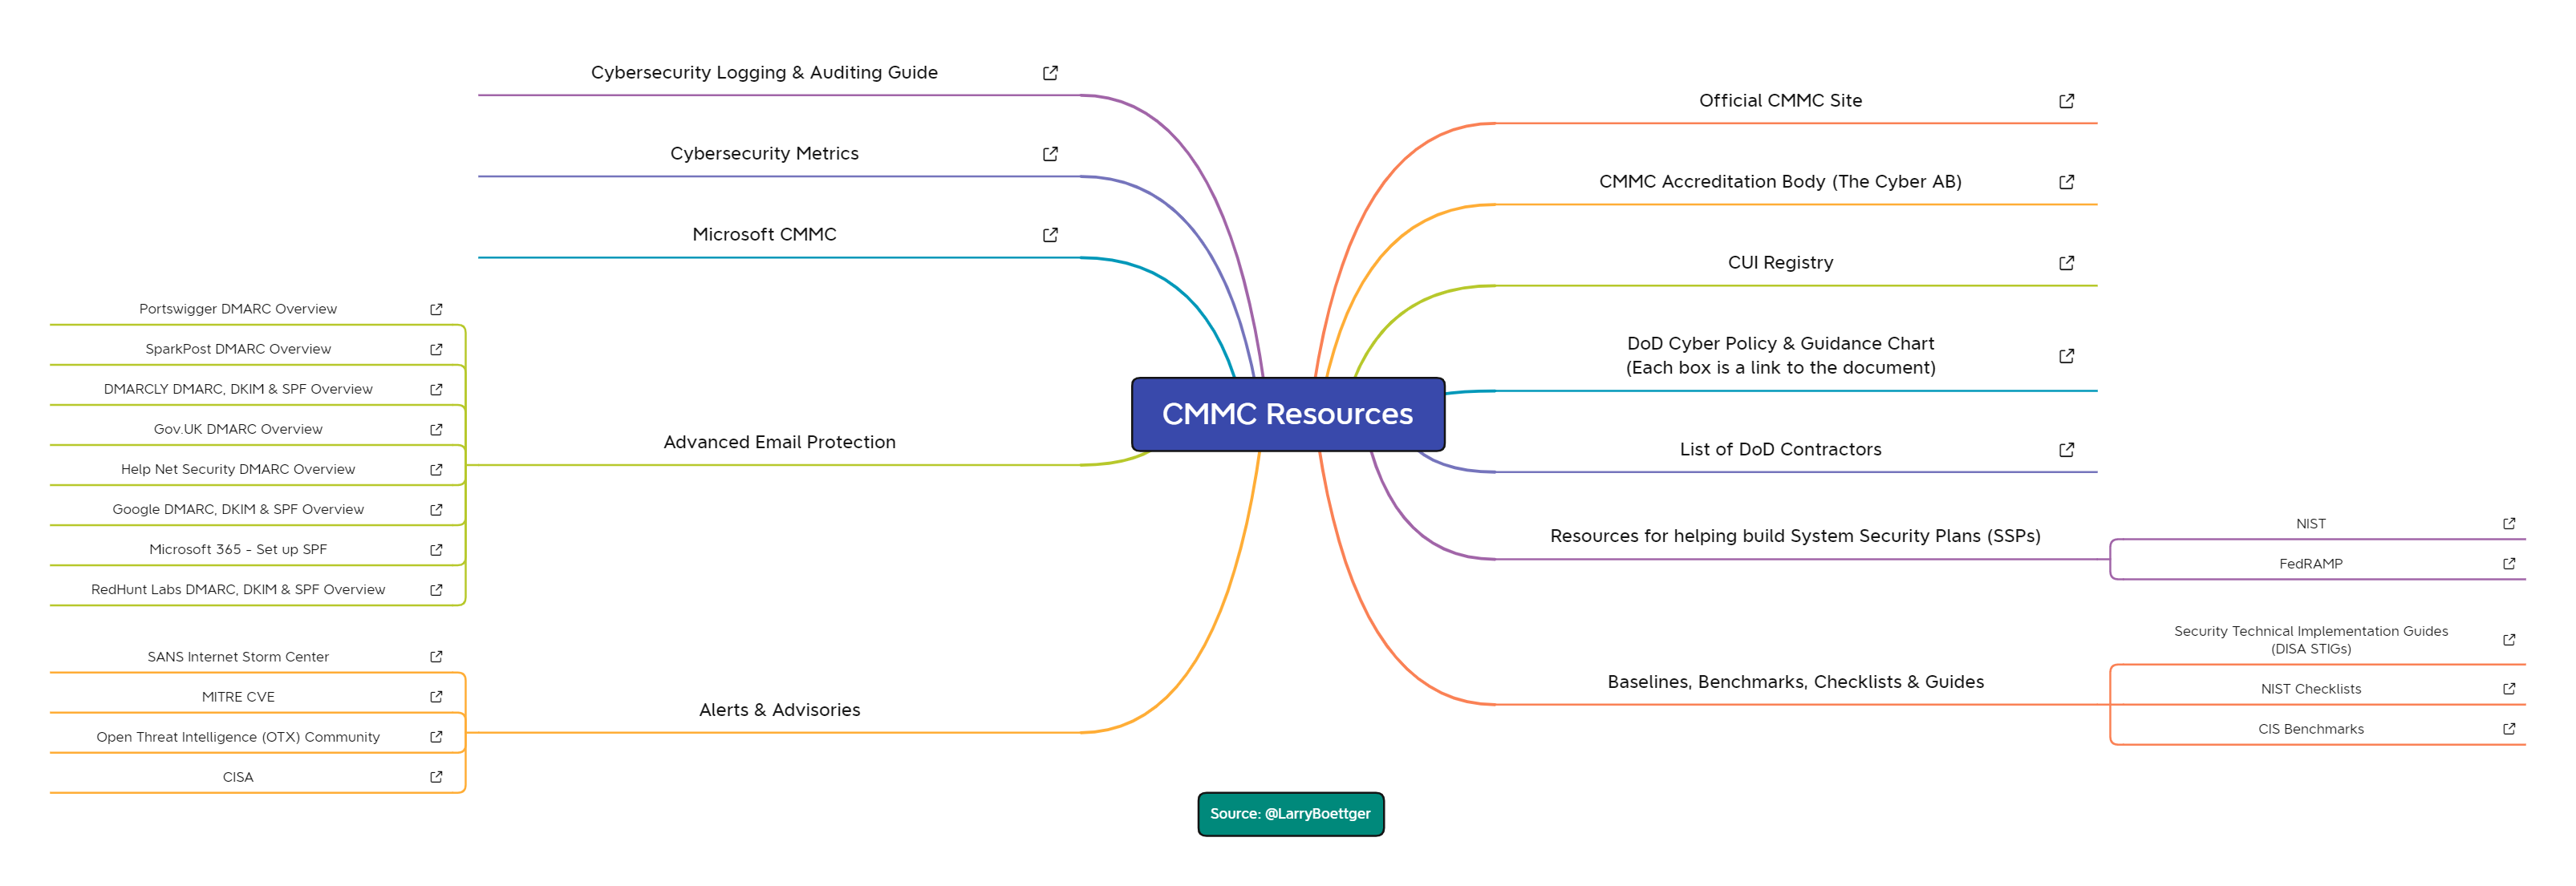 Cybersecurity Logging & Auditing Guide
Cybersecurity Metrics
Microsoft CMMC
Advanced Email Protection
Portswigger DMARC Overview
SparkPost DMARC Overview
DMARCLY DMARC, DKIM & SPF Overview
Gov.UK DMARC Overview
Help Net Security DMARC Overview
Google DMARC, DKIM & SPF Overview
Microsoft 365 - Set up SPF
RedHunt Labs DMARC, DKIM & SPF Overview
Alerts & Advisories
SANS Internet Storm Center
MITRE CVE
Open Threat Intelligence (OTX) Community
CISA
CMMC Resources
Official CMMC Site
CMMC Accreditation Body (The Cyber AB)
CUI Registry
DoD Cyber Policy & Guidance Chart
(Each box is a link to the document)
List of DoD Contractors
Resources for helping build System Security Plans (SSPs)
NIST
FedRAMP
Baselines, Benchmarks, Checklists & Guides
Security Technical Implementation Guides
(DISA STIGs)
NIST Checklists
CIS Benchmarks
Source: @LarryBoettger